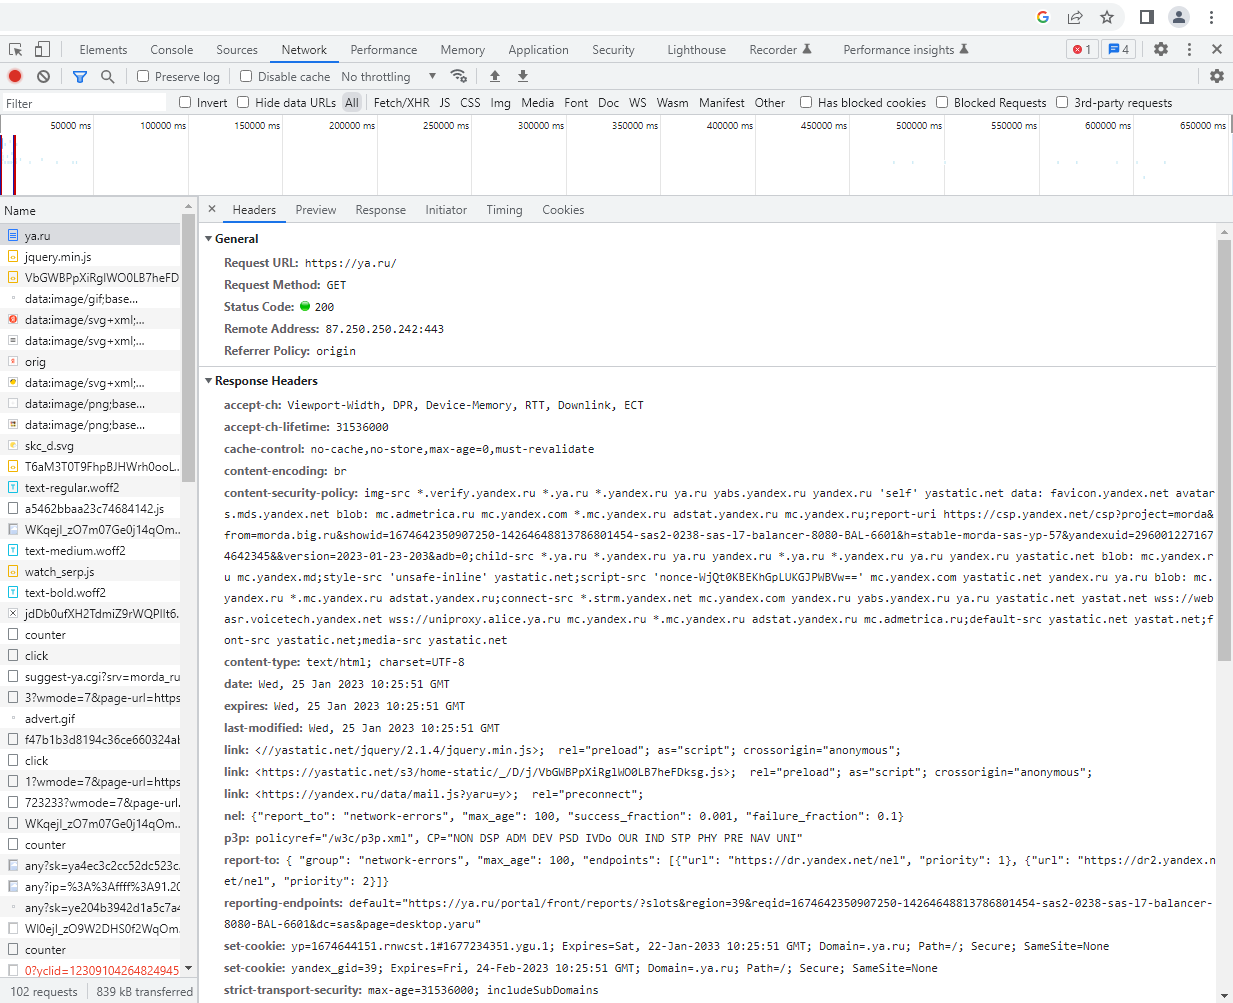 Elements Console Sources Network Performance Memory Application Security Lighthouse Recorder Performance insights 1 4
Preserve log Disable cache No throttling
Filter Invert Hide data URLs All Fetch/XHR JS CSS Img Media Font Doc WS Wasm Manifest Other Has blocked cookies Blocked Requests 3rd-party requests
50000 ms 100000 ms 150000 ms 200000 ms 250000 ms 300000 ms 350000 ms 400000 ms 450000 ms 500000 ms 550000 ms 600000 ms 650000 ms
Name
ya.ru
jquery.min.js
VbGWBPpXiRglWO0LB7heFD
data:image/gif;base...
data:image/svg+xml;...
data:image/svg+xml;...
orig
data:image/svg+xml;...
data:image/png;base...
data:image/png;base...
skc_d.svg
T6aM3T0T9FhpBJHWrh0ooL...
text-regular.woff2
a5462bbaa23c74684142.js
WKqejI_zO7m07Ge0j14qOm...
text-medium.woff2
watch_serp.js
text-bold.woff2
jdDb0ufXH2TdmiZ9rWQPIIt6...
counter
click
suggest-ya.cgi?srv=morda_ru
3?wmode=7&page-url=https
advert.gif
f47b1b3d8194c36ce660324ab
click
1?wmode=7&page-url=https
723233?wmode=7&page-url...
WKqejI_zO7m07Ge0j14qOm...
counter
any?sk=ya4ec3c2cc52dc523c...
any?ip=%3A%3Affff%3A91.20
any?sk=ye204b3942d1a5c7a4
WI0ejI_zO9W2DHS0f2WqOm...
counter
0?yclid=12309104264824945
102 requests 839 kB transferred
Headers Preview Response Initiator Timing Cookies
General
Request URL: https://ya.ru/
Request Method: GET
Status Code: 200
Remote Address: 87.250.250.242:443
Referrer Policy: origin
Response Headers
accept-ch: Viewport-Width, DPR, Device-Memory, RTT, Downlink, ECT
accept-ch-lifetime: 31536000
cache-control: no-cache,no-store,max-age=0,must-revalidate
content-encoding: br
content-security-policy: img-src *.verify.yandex.ru *.ya.ru *.yandex.ru ya.ru yabs.yandex.ru yandex.ru 'self' yastatic.net data: favicon.yandex.net avatar
s.mds.yandex.net blob: mc.admetrica.ru mc.yandex.com *.mc.yandex.ru adstat.yandex.ru mc.yandex.ru;report-uri https://csp.yandex.net/csp?project=morda&
from=morda.big.ru&showid=1674642350907250-14264648813786801454-sas2-0238-sas-l7-balancer-8080-BAL-6601&h=stable-morda-sas-yp-57&yandexuid=296001227167
4642345&&version=2023-01-23-203&adb=0;child-src *.ya.ru *.yandex.ru ya.ru yandex.ru *.ya.ru *.yandex.ru ya.ru yandex.ru yastatic.net blob: mc.yandex.r
u mc.yandex.md;style-src 'unsafe-inline' yastatic.net;script-src 'nonce-WjQt0KBEKhGpLUKGJPWBVw==' mc.yandex.com yastatic.net yandex.ru ya.ru blob: mc.
yandex.ru *.mc.yandex.ru adstat.yandex.ru;connect-src *.strm.yandex.net mc.yandex.com yandex.ru yabs.yandex.ru ya.ru yastatic.net yastat.net wss://web
asr.voicetech.yandex.net wss://uniproxy.alice.ya.ru mc.yandex.ru *.mc.yandex.ru adstat.yandex.ru mc.admetrica.ru;default-src yastatic.net yastat.net;f
ont-src yastatic.net;media-src yastatic.net
content-type: text/html; charset=UTF-8
date: Wed, 25 Jan 2023 10:25:51 GMT
expires: Wed, 25 Jan 2023 10:25:51 GMT
last-modified: Wed, 25 Jan 2023 10:25:51 GMT
link: <//yastatic.net/jquery/2.1.4/jquery.min.js>; rel="preload"; as="script"; crossorigin="anonymous";
link: <https://yastatic.net/s3/home-static/_/D/j/VbGWBPpXiRglWO0LB7heFDksg.js>; rel="preload"; as="script"; crossorigin="anonymous";
link: <https://yandex.ru/data/mail.js?yaru=y>; rel="preconnect";
nel: {"report_to": "network-errors", "max_age": 100, "success_fraction": 0.001, "failure_fraction": 0.1}
p3p: policyref="/w3c/p3p.xml", CP="NON DSP ADM DEV PSD IVDo OUR IND STP PHY PRE NAV UNI"
report-to: { "group": "network-errors", "max_age": 100, "endpoints": [{"url": "https://dr.yandex.net/nel", "priority": 1}, {"url": "https://dr2.yandex.n
et/nel", "priority": 2}]}
reporting-endpoints: default="https://ya.ru/portal/front/reports/?slots&region=39&reqid=1674642350907250-14264648813786801454-sas2-0238-sas-l7-balancer-
8080-BAL-6601&dc=sas&page=desktop.yaru"
set-cookie: yp=1674644151.rnwcst.1#1677234351.ygu.1; Expires=Sat, 22-Jan-2033 10:25:51 GMT; Domain=.ya.ru; Path=/; Secure; SameSite=None
set-cookie: yandex_gid=39; Expires=Fri, 24-Feb-2023 10:25:51 GMT; Domain=.ya.ru; Path=/; Secure; SameSite=None
strict-transport-security: max-age=31536000; includeSubDomains